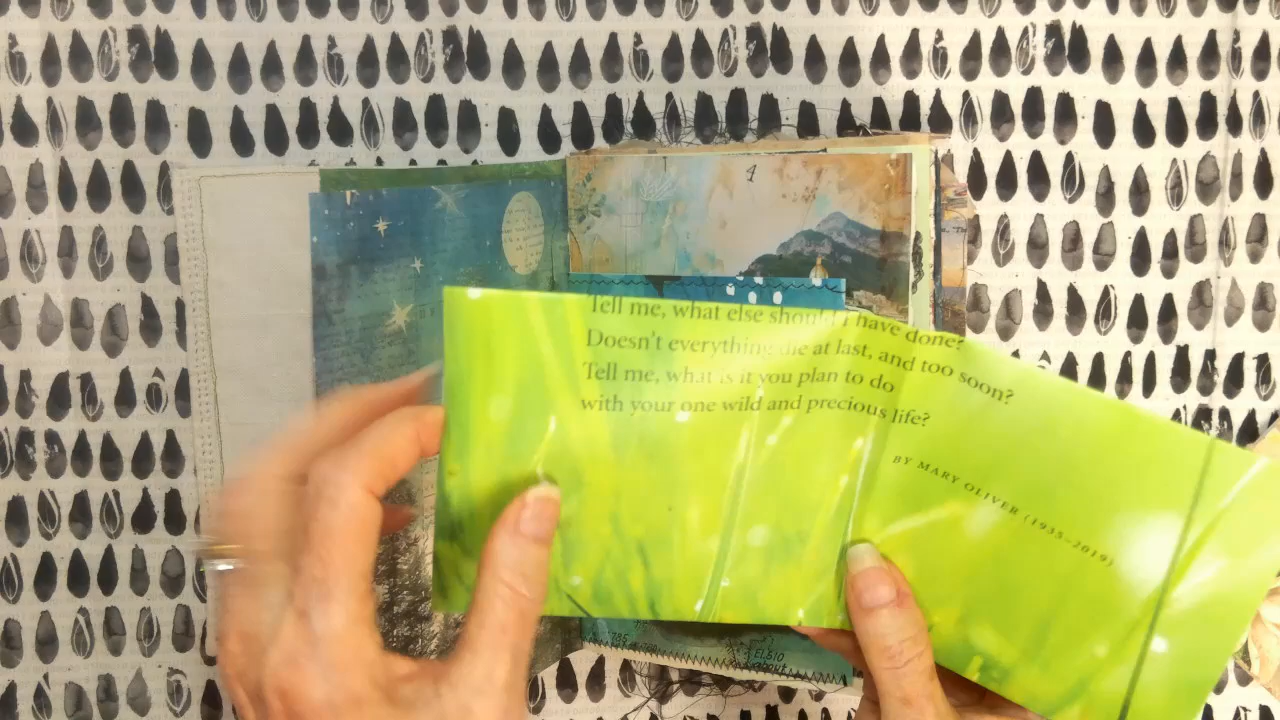 Tell me, what else should I have done?
Doesn't everything die at last, and too soon?
Tell me, what is it you plan to do
with your one wild and precious life?
BY MARY OLIVER (1935–2019)